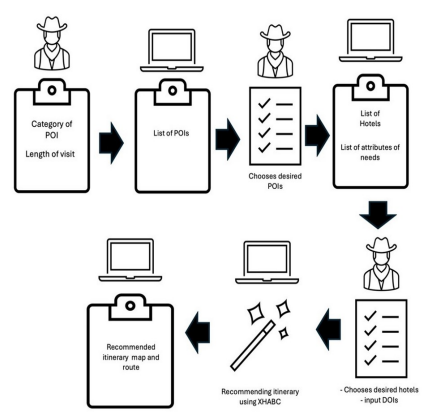 Category of
POI
Length of visit
List of POIs
Chooses desired
POIs
List of
Hotels
List of attributes of
needs
- Chooses desired hotels
- input DOIs
Recommending itinerary
using XHABC
Recommended
itinerary map and
route